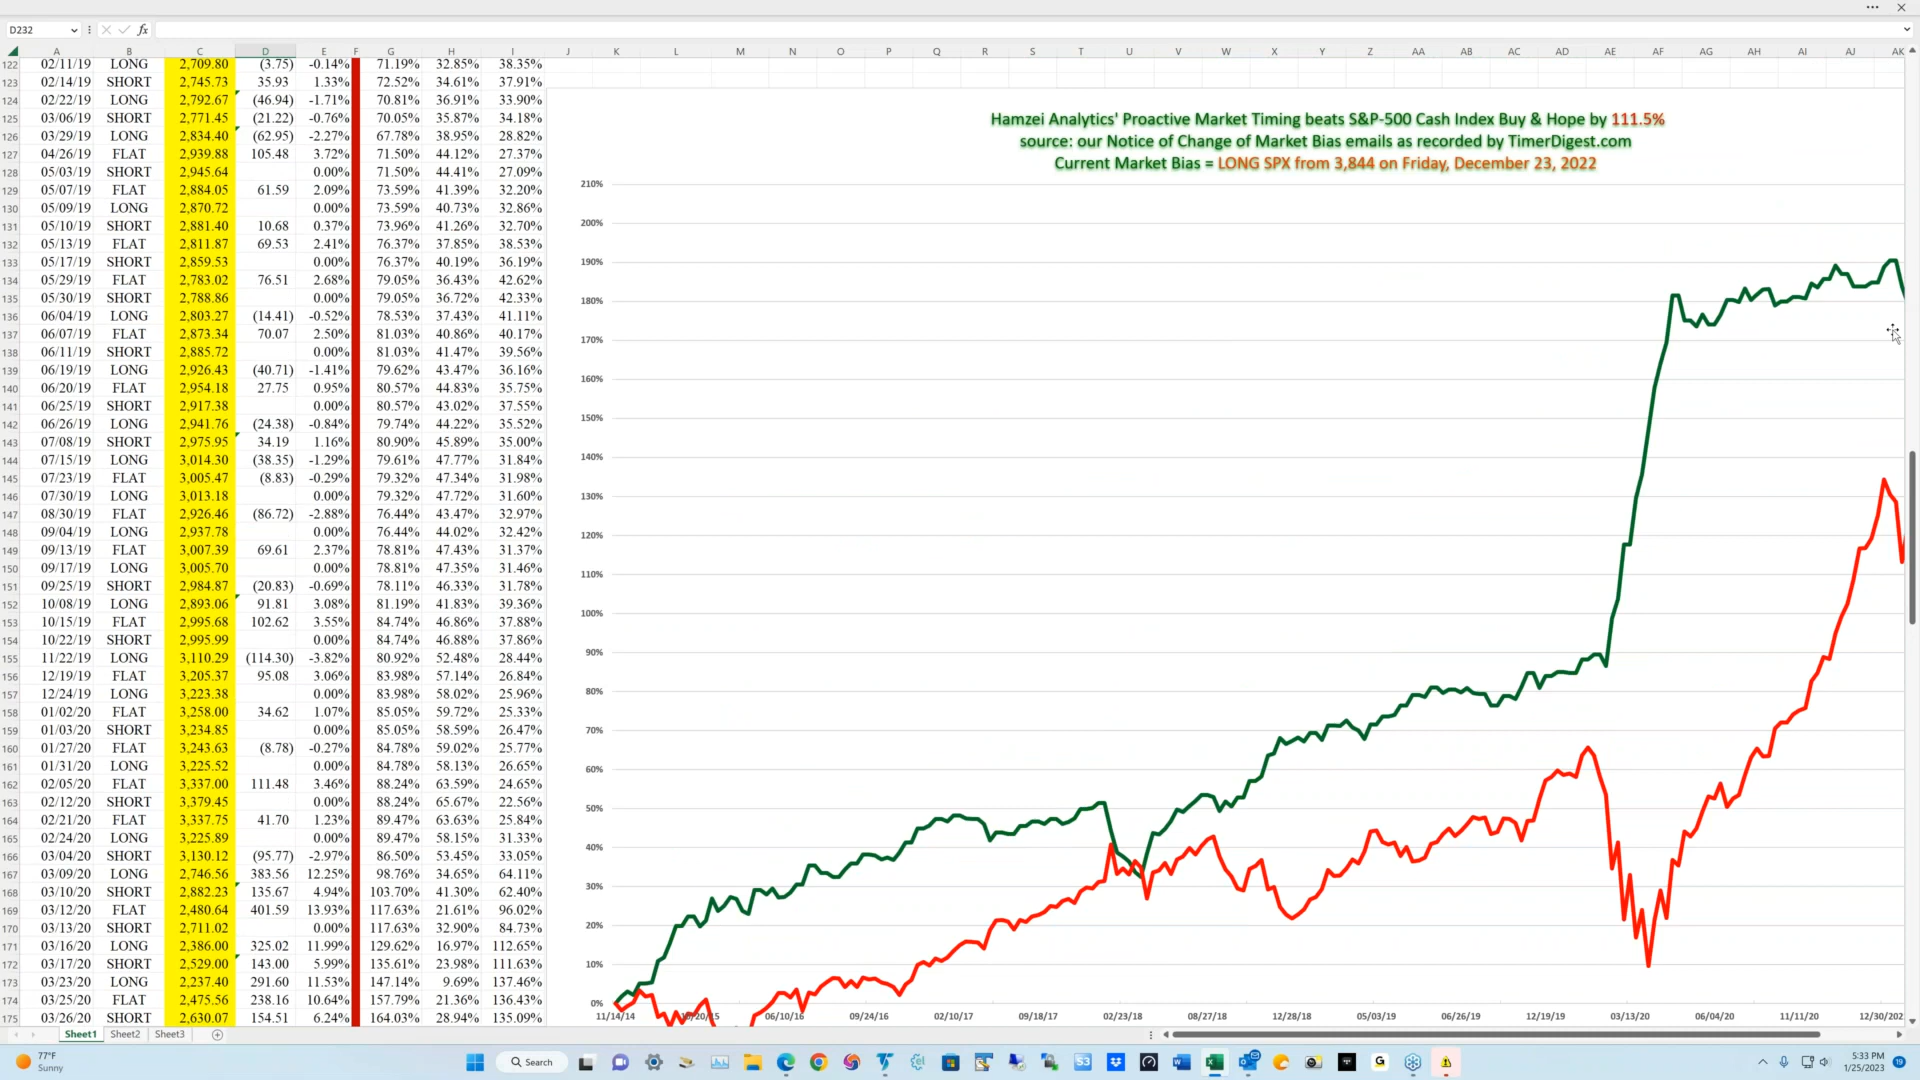 D232
fx
A B C D E F G H I J K L M N O P Q R S T U V W X Y Z AA AB AC AD AE AF AG AH AI AJ AK
122 02/11/19 LONG 2,709.80 (3.75) -0.14% 71.19% 32.85% 38.35%
123 02/14/19 SHORT 2,745.73 35.93 1.33% 72.52% 34.61% 37.91%
124 02/22/19 LONG 2,792.67 (46.94) -1.71% 70.81% 36.91% 33.90%
125 03/06/19 SHORT 2,771.45 (21.22) -0.76% 70.05% 35.87% 34.18%
126 03/29/19 LONG 2,834.40 (62.95) -2.27% 67.78% 38.95% 28.82%
127 04/26/19 FLAT 2,939.88 105.48 3.72% 71.50% 44.12% 27.37%
128 05/03/19 SHORT 2,945.64 0.00% 71.50% 44.41% 27.09%
129 05/07/19 FLAT 2,884.05 61.59 2.09% 73.59% 41.39% 32.20%
130 05/09/19 LONG 2,870.72 0.00% 73.59% 40.73% 32.86%
131 05/10/19 SHORT 2,881.40 10.68 0.37% 73.96% 41.26% 32.70%
132 05/13/19 FLAT 2,811.87 69.53 2.41% 76.37% 37.85% 38.53%
133 05/17/19 SHORT 2,859.53 0.00% 76.37% 40.19% 36.19%
134 05/29/19 FLAT 2,783.02 76.51 2.68% 79.05% 36.43% 42.62%
135 05/30/19 SHORT 2,788.86 0.00% 79.05% 36.72% 42.33%
136 06/04/19 LONG 2,803.27 (14.41) -0.52% 78.53% 37.43% 41.11%
137 06/07/19 FLAT 2,873.34 70.07 2.50% 81.03% 40.86% 40.17%
138 06/11/19 SHORT 2,885.72 0.00% 81.03% 41.47% 39.56%
139 06/19/19 LONG 2,926.43 (40.71) -1.41% 79.62% 43.47% 36.16%
140 06/20/19 FLAT 2,954.18 27.75 0.95% 80.57% 44.83% 35.75%
141 06/25/19 SHORT 2,917.38 0.00% 80.57% 43.02% 37.55%
142 06/26/19 LONG 2,941.76 (24.38) -0.84% 79.74% 44.22% 35.52%
143 07/08/19 SHORT 2,975.95 34.19 1.16% 80.90% 45.89% 35.00%
144 07/15/19 LONG 3,014.30 (38.35) -1.29% 79.61% 47.77% 31.84%
145 07/23/19 FLAT 3,005.47 (8.83) -0.29% 79.32% 47.34% 31.98%
146 07/30/19 LONG 3,013.18 0.00% 79.32% 47.72% 31.60%
147 08/30/19 FLAT 2,926.46 (86.72) -2.88% 76.44% 43.47% 32.97%
148 09/04/19 LONG 2,937.78 0.00% 76.44% 44.02% 32.42%
149 09/13/19 FLAT 3,007.39 69.61 2.37% 78.81% 47.43% 31.37%
150 09/17/19 LONG 3,005.70 0.00% 78.81% 47.35% 31.46%
151 09/25/19 SHORT 2,984.87 (20.83) -0.69% 78.11% 46.33% 31.78%
152 10/08/19 LONG 2,893.06 91.81 3.08% 81.19% 41.83% 39.36%
153 10/15/19 FLAT 2,995.68 102.62 3.55% 84.74% 46.86% 37.88%
154 10/22/19 SHORT 2,995.99 0.00% 84.74% 46.88% 37.86%
155 11/22/19 LONG 3,110.29 (114.30) -3.82% 80.92% 52.48% 28.44%
156 12/19/19 FLAT 3,205.37 95.08 3.06% 83.98% 57.14% 26.84%
157 12/24/19 LONG 3,223.38 0.00% 83.98% 58.02% 25.96%
158 01/02/20 FLAT 3,258.00 34.62 1.07% 85.05% 59.72% 25.33%
159 01/03/20 SHORT 3,234.85 0.00% 85.05% 58.59% 26.47%
160 01/27/20 FLAT 3,243.63 (8.78) -0.27% 84.78% 59.02% 25.77%
161 01/31/20 LONG 3,225.52 0.00% 84.78% 58.13% 26.65%
162 02/05/20 FLAT 3,337.00 111.48 3.46% 88.24% 63.59% 24.65%
163 02/12/20 SHORT 3,379.45 0.00% 88.24% 65.67% 22.56%
164 02/21/20 FLAT 3,337.75 41.70 1.23% 89.47% 63.63% 25.84%
165 02/24/20 LONG 3,225.89 0.00% 89.47% 58.15% 31.33%
166 03/04/20 SHORT 3,130.12 (95.77) -2.97% 86.50% 53.45% 33.05%
167 03/09/20 LONG 2,746.56 383.56 12.25% 98.76% 34.65% 64.11%
168 03/10/20 SHORT 2,882.23 135.67 4.94% 103.70% 41.30% 62.40%
169 03/12/20 FLAT 2,480.64 401.59 13.93% 117.63% 21.61% 96.02%
170 03/13/20 SHORT 2,711.02 0.00% 117.63% 32.90% 84.73%
171 03/16/20 LONG 2,386.00 325.02 11.99% 129.62% 16.97% 112.65%
172 03/17/20 SHORT 2,529.00 143.00 5.99% 135.61% 23.98% 111.63%
173 03/23/20 LONG 2,237.40 291.60 11.53% 147.14% 9.69% 137.46%
174 03/25/20 FLAT 2,475.56 238.16 10.64% 157.79% 21.36% 136.43%
175 03/26/20 SHORT 2,630.07 154.51 6.24% 164.03% 28.94% 135.09%
Hamzei Analytics' Proactive Market Timing beats S&P-500 Cash Index Buy & Hope by 111.5%
source: our Notice of Change of Market Bias emails as recorded by TimerDigest.com
Current Market Bias = LONG SPX from 3,844 on Friday, December 23, 2022
210%
200%
190%
180%
170%
160%
150%
140%
130%
120%
110%
100%
90%
80%
70%
60%
50%
40%
30%
20%
10%
0%
11/14/14 06/10/16 09/24/16 02/10/17 09/18/17 02/23/18 08/27/18 12/28/18 05/03/19 06/26/19 12/19/19 03/13/20 06/04/20 11/11/20 12/30/202
Sheet1 Sheet2 Sheet3
77°F
Sunny
Search
5:33 PM
1/25/2023
19